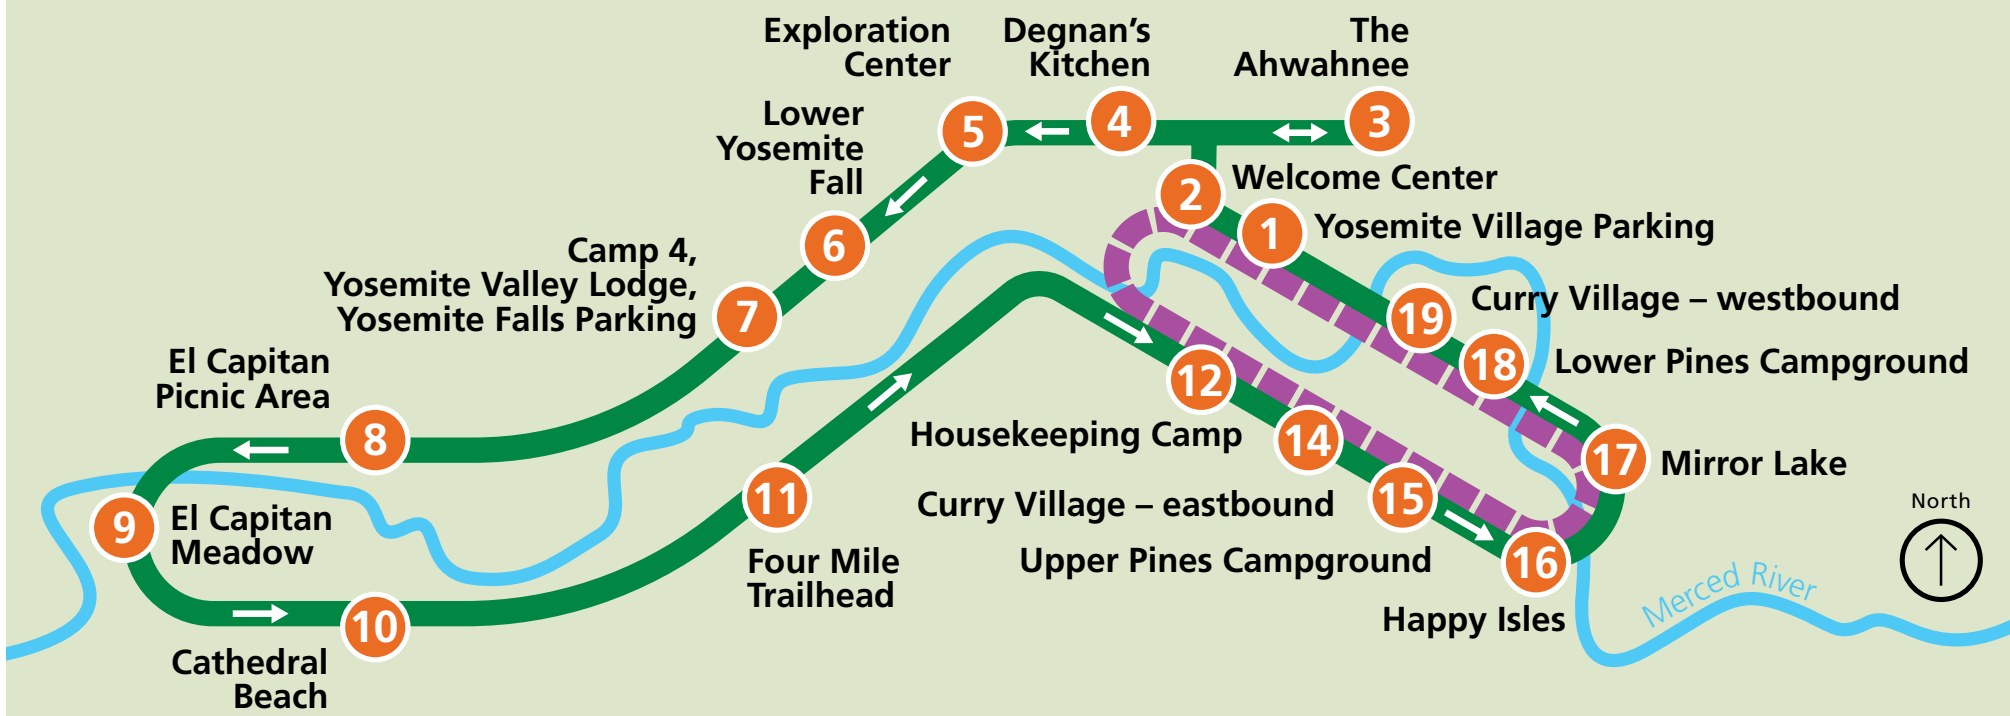 Exploration
Center
Degnan’s
Kitchen
The
Ahwahnee
Lower
Yosemite
Fall
5
4
3
2
Welcome Center
1
Yosemite Village Parking
6
Camp 4,
Yosemite Valley Lodge,
Yosemite Falls Parking
7
19
Curry Village – westbound
18
Lower Pines Campground
El Capitan
Picnic Area
8
12
Housekeeping Camp
14
17
Mirror Lake
9
El Capitan
Meadow
11
Four Mile
Trailhead
Curry Village – eastbound
15
Upper Pines Campground
16
Happy Isles
North
Merced River
10
Cathedral
Beach